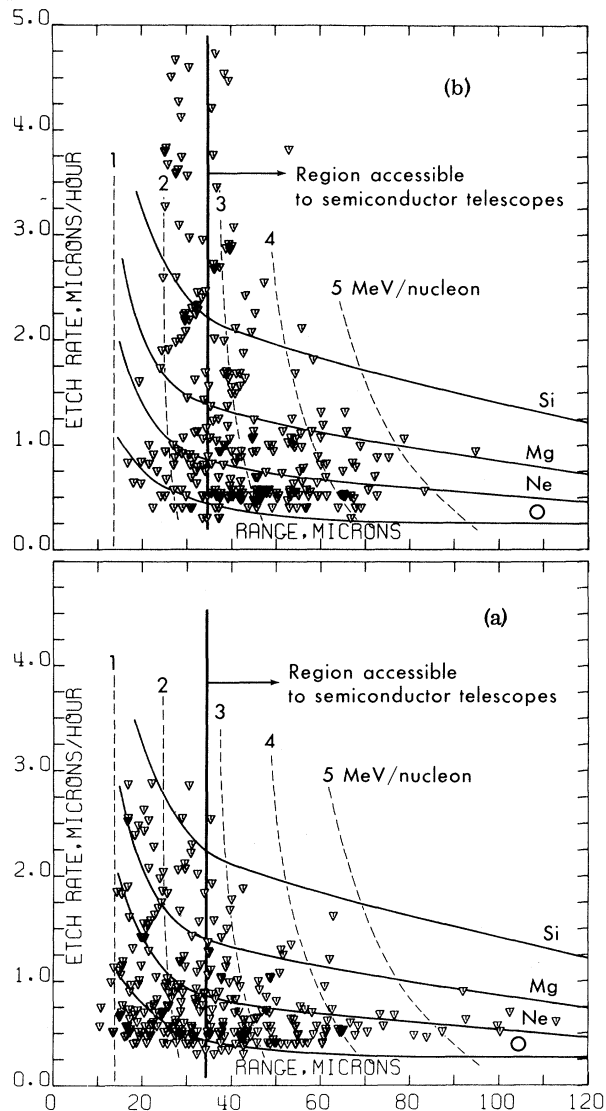 5.0
(b)
4.0
1
Region accessible
to semiconductor telescopes
2
3
3.0
4
5 MeV/nucleon
2.0
Si
1.0
Mg
Ne
O
0.0
RANGE, MICRONS
ETCH RATE, MICRONS/HOUR
(a)
4.0
1
Region accessible
to semiconductor telescopes
2
3
3.0
4
5 MeV/nucleon
2.0
Si
1.0
Mg
Ne
O
0.0
RANGE, MICRONS
ETCH RATE, MICRONS/HOUR
0 20 40 60 80 100 120